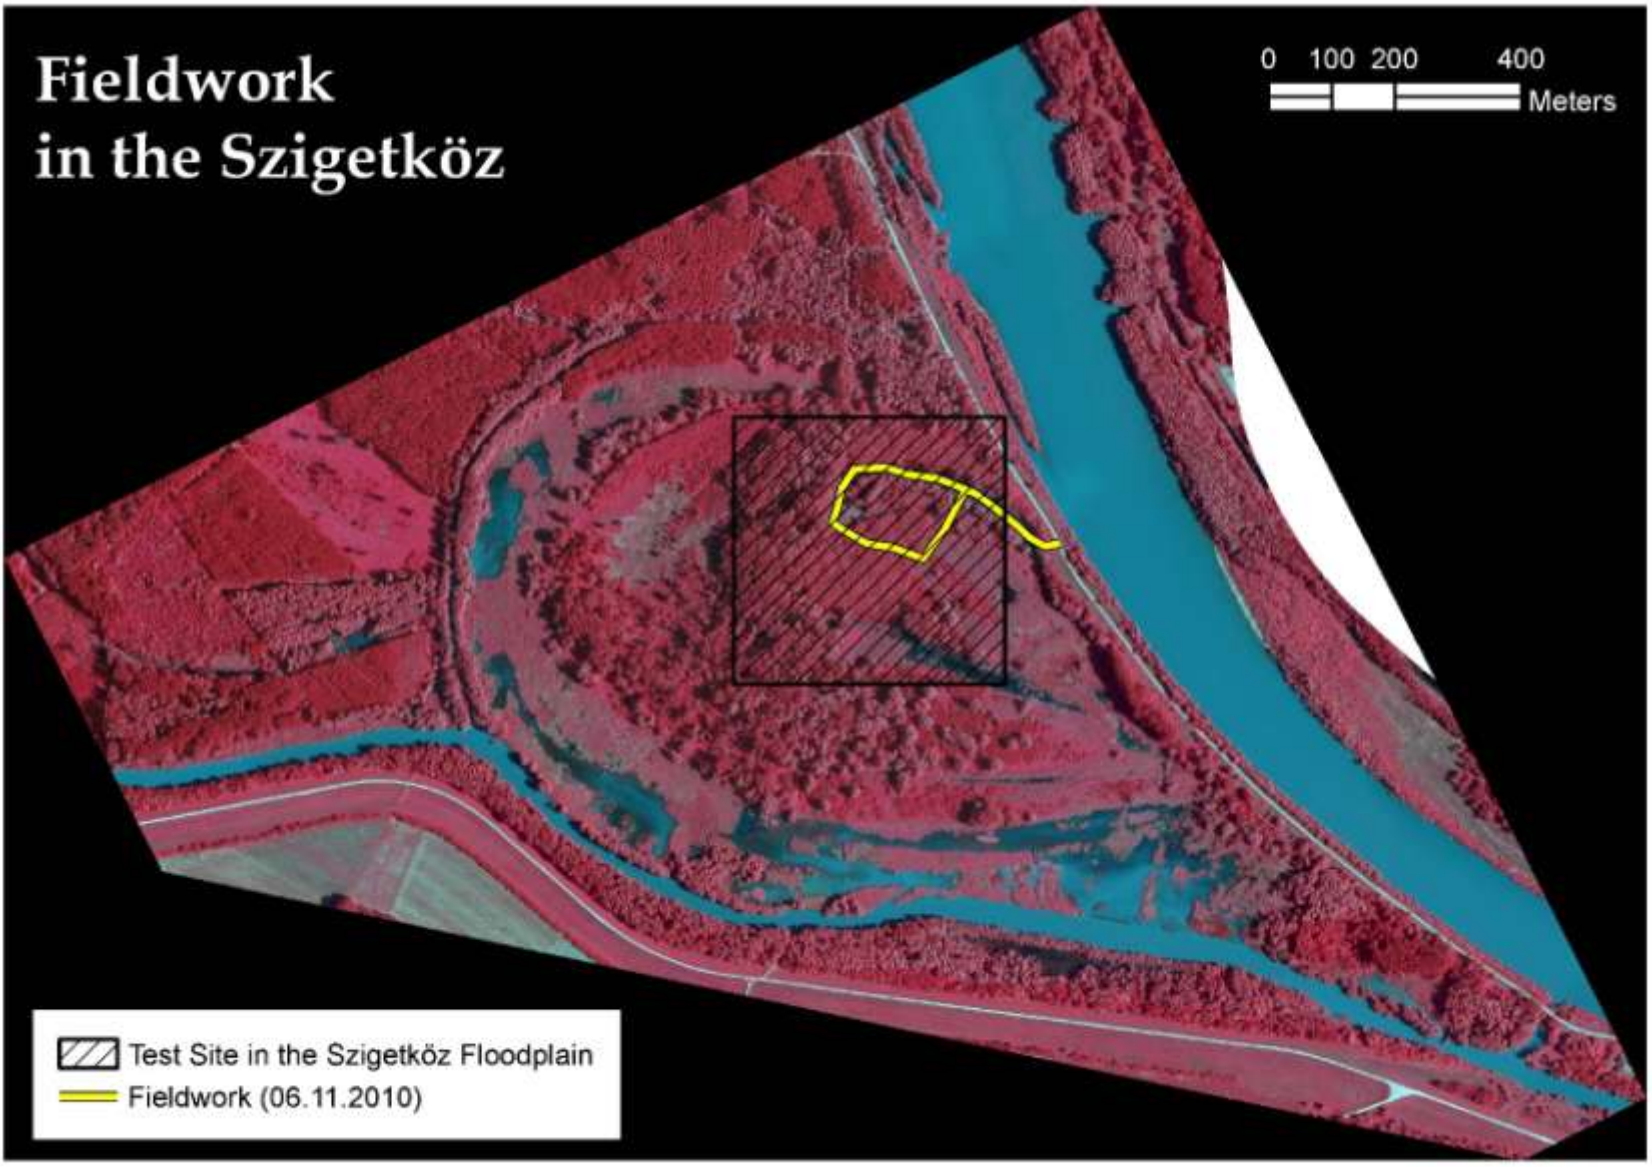 Fieldwork
in the Szigetköz
0 100 200 400
Meters
Test Site in the Szigetköz Floodplain
Fieldwork (06.11.2010)